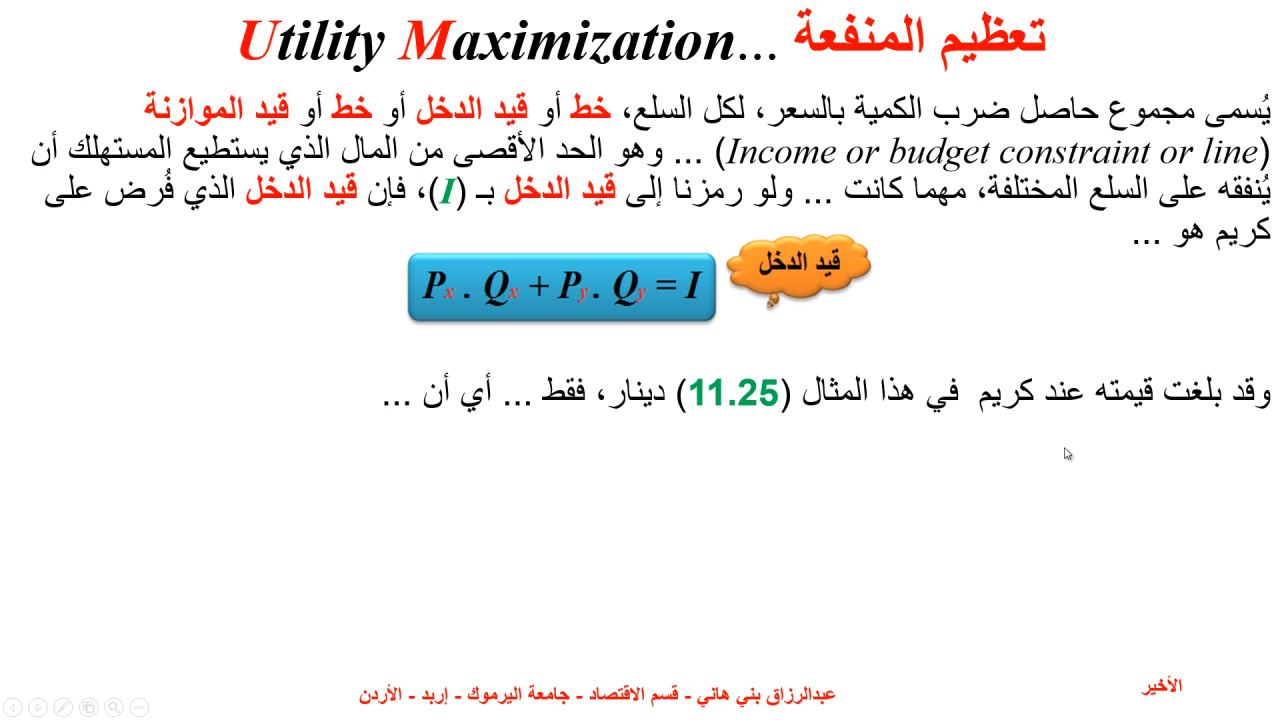 تعظيم المنفعة Utility Maximization...
يُسمى مجموع حاصل ضرب الكمية بالسعر، لكل السلع، خط أو قيد الدخل أو خط أو قيد الموازنة
(Income or budget constraint or line) ... وهو الحد الأقصى من المال الذي يستطيع المستهلك أن
يُنفقه على السلع المختلفة، مهما كانت ... ولو رمزنا إلى قيد الدخل بـ (I)، فإن قيد الدخل الذي فُرض على
كريم هو ...
قيد الدخل
Px . Qx + Py . Qy = I
وقد بلغت قيمته عند كريم في هذا المثال (11.25) دينار، فقط ... أي أن ...
الأخير
عبدالرزاق بني هاني - قسم الاقتصاد - جامعة اليرموك - إربد - الأردن